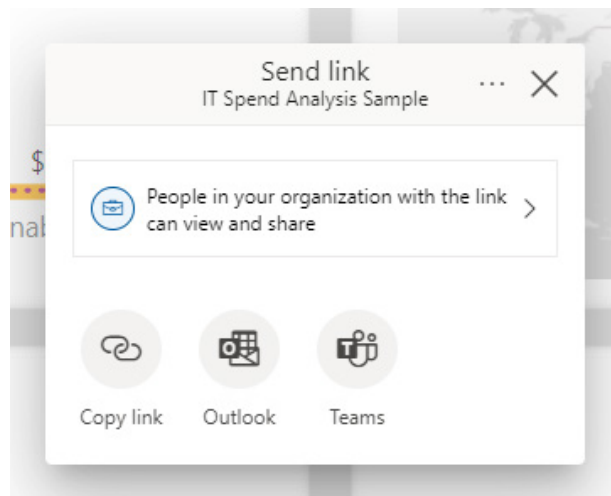 Send link
IT Spend Analysis Sample
$
People in your organization with the link
can view and share
nab
Copy link
Outlook
Teams